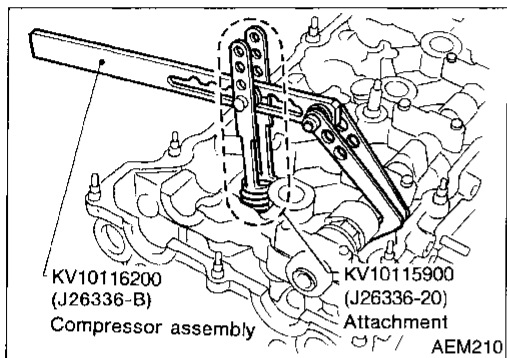 KV10116200
(J26336-B)
Compressor assembly
KV10115900
(J26336-20)
Attachment
AEM210